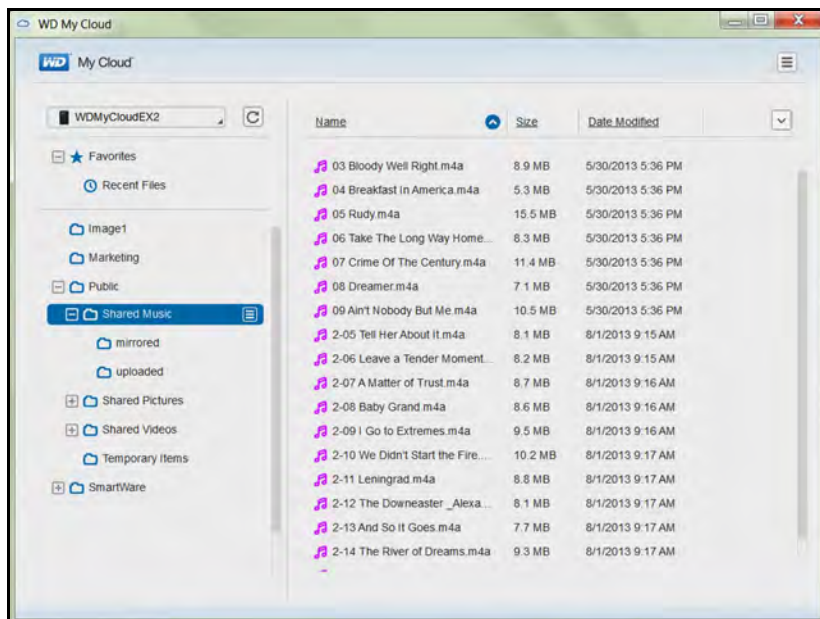 WD My Cloud
WD My Cloud
WDMyCloudEX2
Favorites
Recent Files
Image1
Marketing
Public
Shared Music
mirrored
uploaded
Shared Pictures
Shared Videos
Temporary Items
SmartWare
Name Size Date Modified
03 Bloody Well Right.m4a 8.9 MB 5/30/2013 5:36 PM
04 Breakfast In America.m4a 5.3 MB 5/30/2013 5:36 PM
05 Rudy.m4a 15.5 MB 5/30/2013 5:36 PM
06 Take The Long Way Home... 8.3 MB 5/30/2013 5:36 PM
07 Crime Of The Century.m4a 11.4 MB 5/30/2013 5:36 PM
08 Dreamer.m4a 7.1 MB 5/30/2013 5:36 PM
09 Ain't Nobody But Me.m4a 10.5 MB 5/30/2013 5:36 PM
2-05 Tell Her About It.m4a 8.1 MB 8/1/2013 9:15 AM
2-06 Leave a Tender Moment... 8.2 MB 8/1/2013 9:15 AM
2-07 A Matter of Trust.m4a 8.7 MB 8/1/2013 9:16 AM
2-08 Baby Grand.m4a 8.6 MB 8/1/2013 9:16 AM
2-09 I Go to Extremes.m4a 9.5 MB 8/1/2013 9:16 AM
2-10 We Didn't Start the Fire.... 10.2 MB 8/1/2013 9:17 AM
2-11 Leningrad.m4a 8.8 MB 8/1/2013 9:17 AM
2-12 The Downeaster _Alexa... 8.1 MB 8/1/2013 9:17 AM
2-13 And So It Goes.m4a 7.7 MB 8/1/2013 9:17 AM
2-14 The River of Dreams.m4a 9.3 MB 8/1/2013 9:17 AM